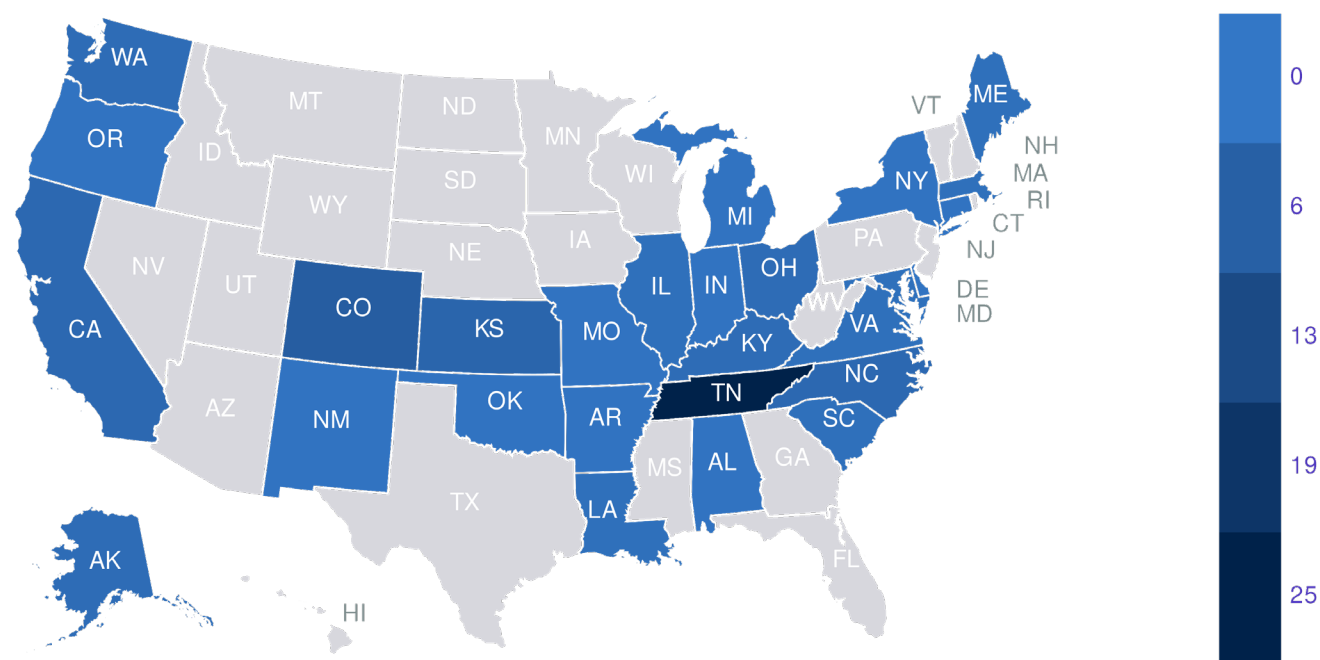 WA
ME
VT
MT
ND
OR
MN
NH
ID
WI
MA
SD
NY
RI
WY
MI
CT
PA
IA
NJ
NE
NV
OH
UT
IL
IN
DE
CO
WV
MD
CA
KS
MO
VA
KY
NC
TN
OK
AZ
NM
AR
SC
MS
AL
GA
TX
LA
AK
FL
HI
0
6
13
19
25